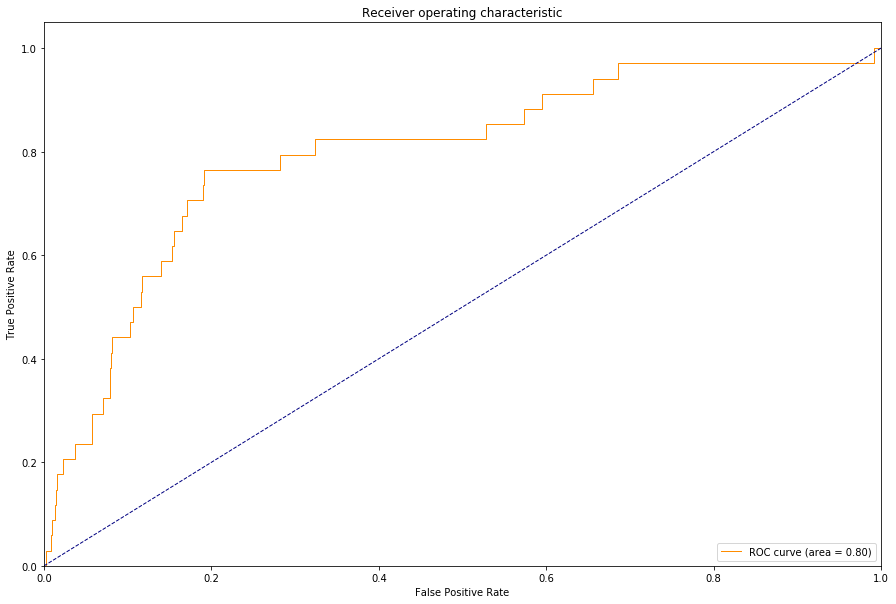 Receiver operating characteristic
1.0
0.8
0.6
0.4
0.2
0.0
True Positive Rate
ROC curve (area = 0.80)
0.0 0.2 0.4 0.6 0.8 1.0
False Positive Rate